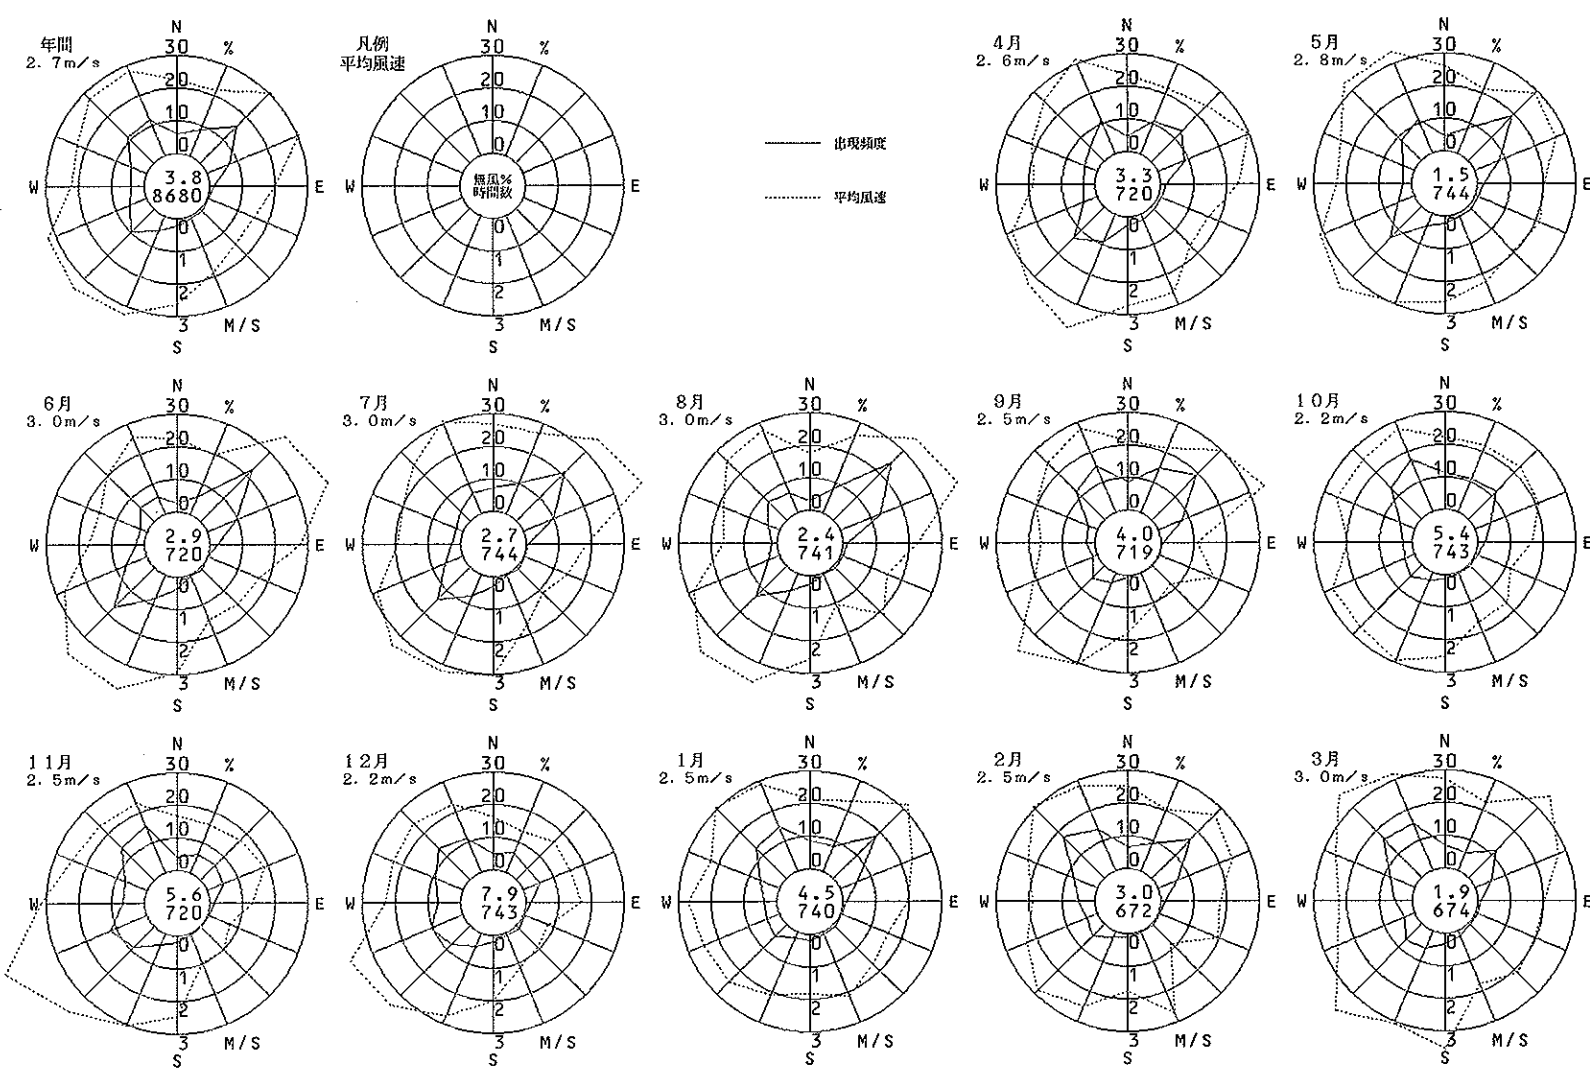 年間
2.7m/s
N
30 %
20
10
0
W
3.8
8680
E
0
1
2
3 M/S
S
凡例
平均風速
N
30 %
20
10
0
W
無風%
時間数
E
0
1
2
3 M/S
S
出現頻度
平均風速
4月
2.6m/s
N
30 %
20
10
0
W
3.3
720
E
0
1
2
3 M/S
S
5月
2.8m/s
N
30 %
20
10
0
W
1.5
744
E
0
1
2
3 M/S
S
6月
3.0m/s
N
30 %
20
10
0
W
2.9
720
E
0
1
2
3 M/S
S
7月
3.0m/s
N
30 %
20
10
0
W
2.7
744
E
0
1
2
3 M/S
S
8月
3.0m/s
N
30 %
20
10
0
W
2.4
741
E
0
1
2
3 M/S
S
9月
2.5m/s
N
30 %
20
10
0
W
4.0
719
E
0
1
2
3 M/S
S
10月
2.2m/s
N
30 %
20
10
0
W
5.4
743
E
0
1
2
3 M/S
S
11月
2.5m/s
N
30 %
20
10
0
W
5.6
720
E
0
1
2
3 M/S
S
12月
2.2m/s
N
30 %
20
10
0
W
7.9
743
E
0
1
2
3 M/S
S
1月
2.5m/s
N
30 %
20
10
0
W
4.5
740
E
0
1
2
3 M/S
S
2月
2.5m/s
N
30 %
20
10
0
W
3.0
672
E
0
1
2
3 M/S
S
3月
3.0m/s
N
30 %
20
10
0
W
1.9
674
E
0
1
2
3 M/S
S